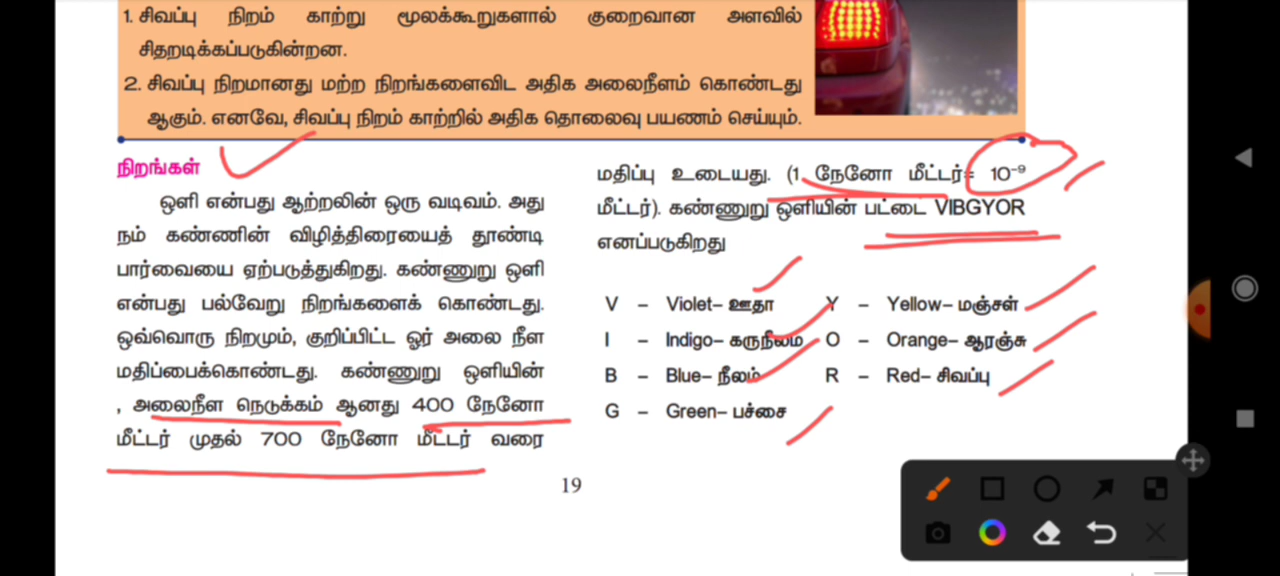 1. சிவப்பு நிறம் காற்று மூலக்கூறுகளால் குறைவான அளவில்
சிதறடிக்கப்படுகின்றன.
2. சிவப்பு நிறமானது மற்ற நிறங்களைவிட அதிக அலைநீளம் கொண்டது
ஆகும். எனவே, சிவப்பு நிறம் காற்றில் அதிக தொலைவு பயணம் செய்யும்.
நிறங்கள்
ஒளி என்பது ஆற்றலின் ஒரு வடிவம். அது
நம் கண்ணின் விழித்திரையைத் தூண்டி
பார்வையை ஏற்படுத்துகிறது. கண்ணுறு ஒளி
என்பது பல்வேறு நிறங்களைக் கொண்டது.
ஒவ்வொரு நிறமும், குறிப்பிட்ட ஓர் அலை நீள
மதிப்பைக்கொண்டது. கண்ணுறு ஒளியின்
, அலைநீள நெடுக்கம் ஆனது 400 நேனோ
மீட்டர் முதல் 700 நேனோ மீட்டர் வரை
மதிப்பு உடையது. (1 நேனோ மீட்டர்= 10⁻⁹
மீட்டர்). கண்ணுறு ஒளியின் பட்டை VIBGYOR
எனப்படுகிறது
V – Violet– ஊதா
I – Indigo– கருநீலம்
B – Blue– நீலம்
G – Green– பச்சை
Y – Yellow– மஞ்சள்
O – Orange– ஆரஞ்சு
R – Red– சிவப்பு
19